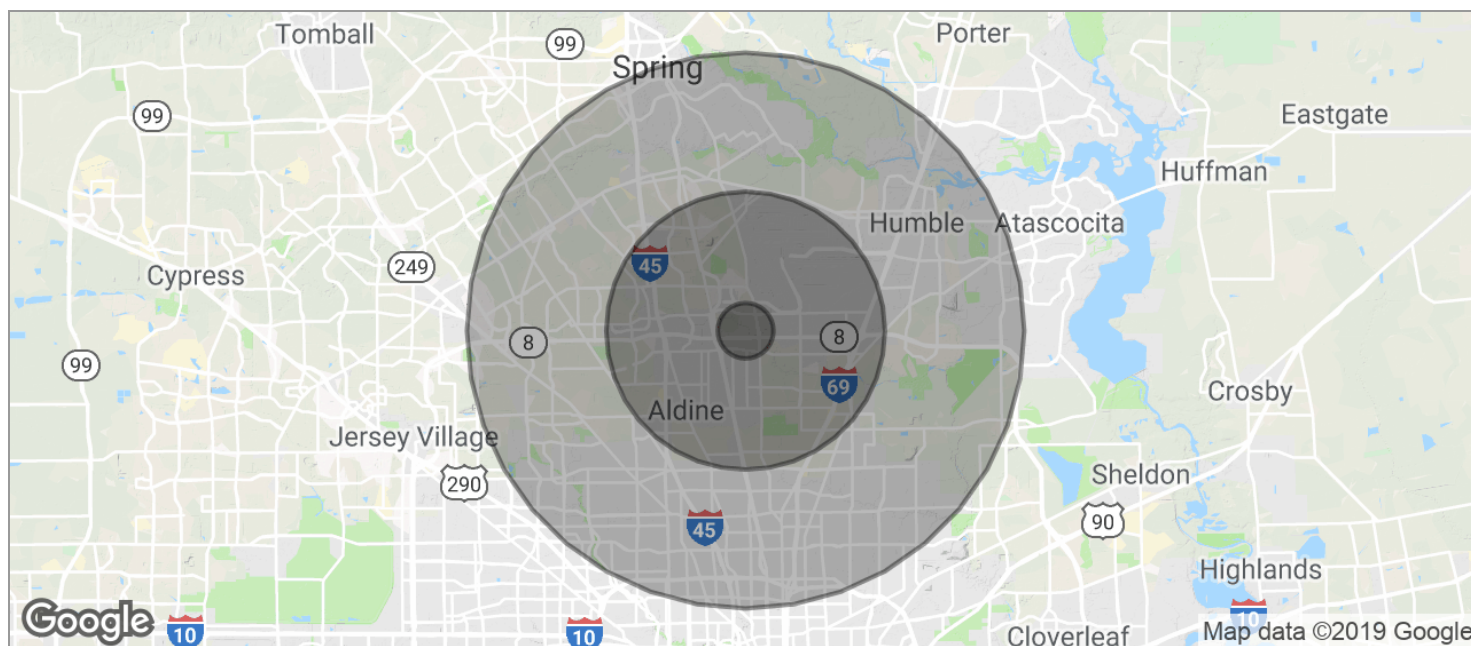 Tomball
99
Porter
Spring
99
Eastgate
Huffman
Humble
Atascocita
45
249
Cypress
8
8
99
69
Crosby
Aldine
Jersey Village
290
Sheldon
90
45
Highlands
Google
10
10
10
Cloverleaf
Map data ©2019 Google